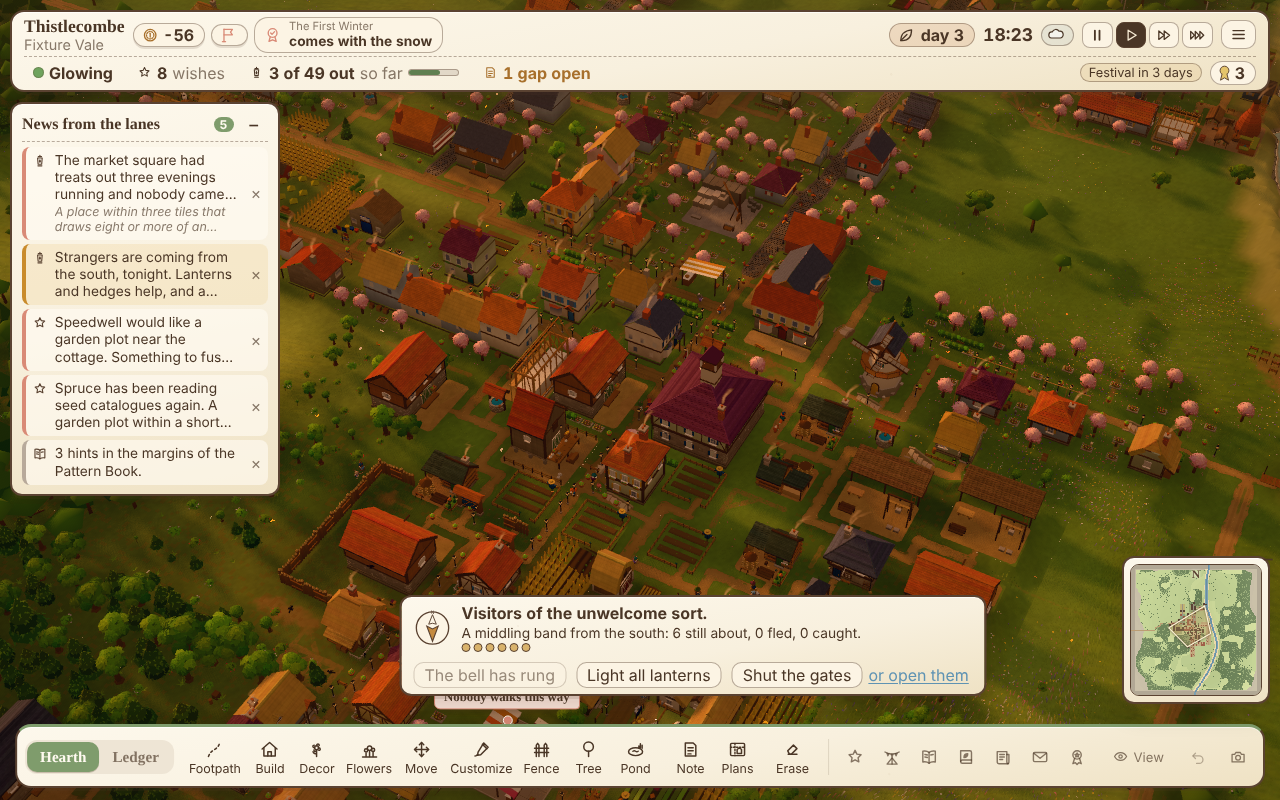 Thistlecombe
Fixture Vale
-56
The First Winter
comes with the snow
day 3
18:23
Glowing
8 wishes
3 of 49 out so far
1 gap open
Festival in 3 days
3
News from the lanes
5
The market square had
treats out three evenings
running and nobody came...
A place within three tiles that
draws eight or more of an...
Strangers are coming from
the south, tonight. Lanterns
and hedges help, and a...
Speedwell would like a
garden plot near the
cottage. Something to fus...
Spruce has been reading
seed catalogues again. A
garden plot within a short...
3 hints in the margins of the
Pattern Book.
N
Visitors of the unwelcome sort.
A middling band from the south: 6 still about, 0 fled, 0 caught.
The bell has rung
Light all lanterns
Shut the gates
or open them
Nobody walks this way
Hearth
Ledger
Footpath
Build
Decor
Flowers
Move
Customize
Fence
Tree
Pond
Note
Plans
Erase
View